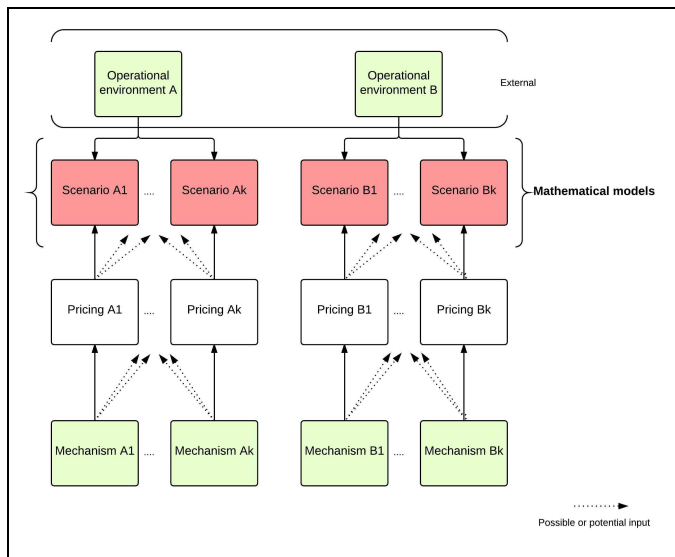 Operational
environment A
Operational
environment B
External
Scenario A1
....
Scenario Ak
Scenario B1
....
Scenario Bk
Mathematical models
Pricing A1
....
Pricing Ak
Pricing B1
....
Pricing Bk
Mechanism A1
....
Mechanism Ak
Mechanism B1
....
Mechanism Bk
Possible or potential input